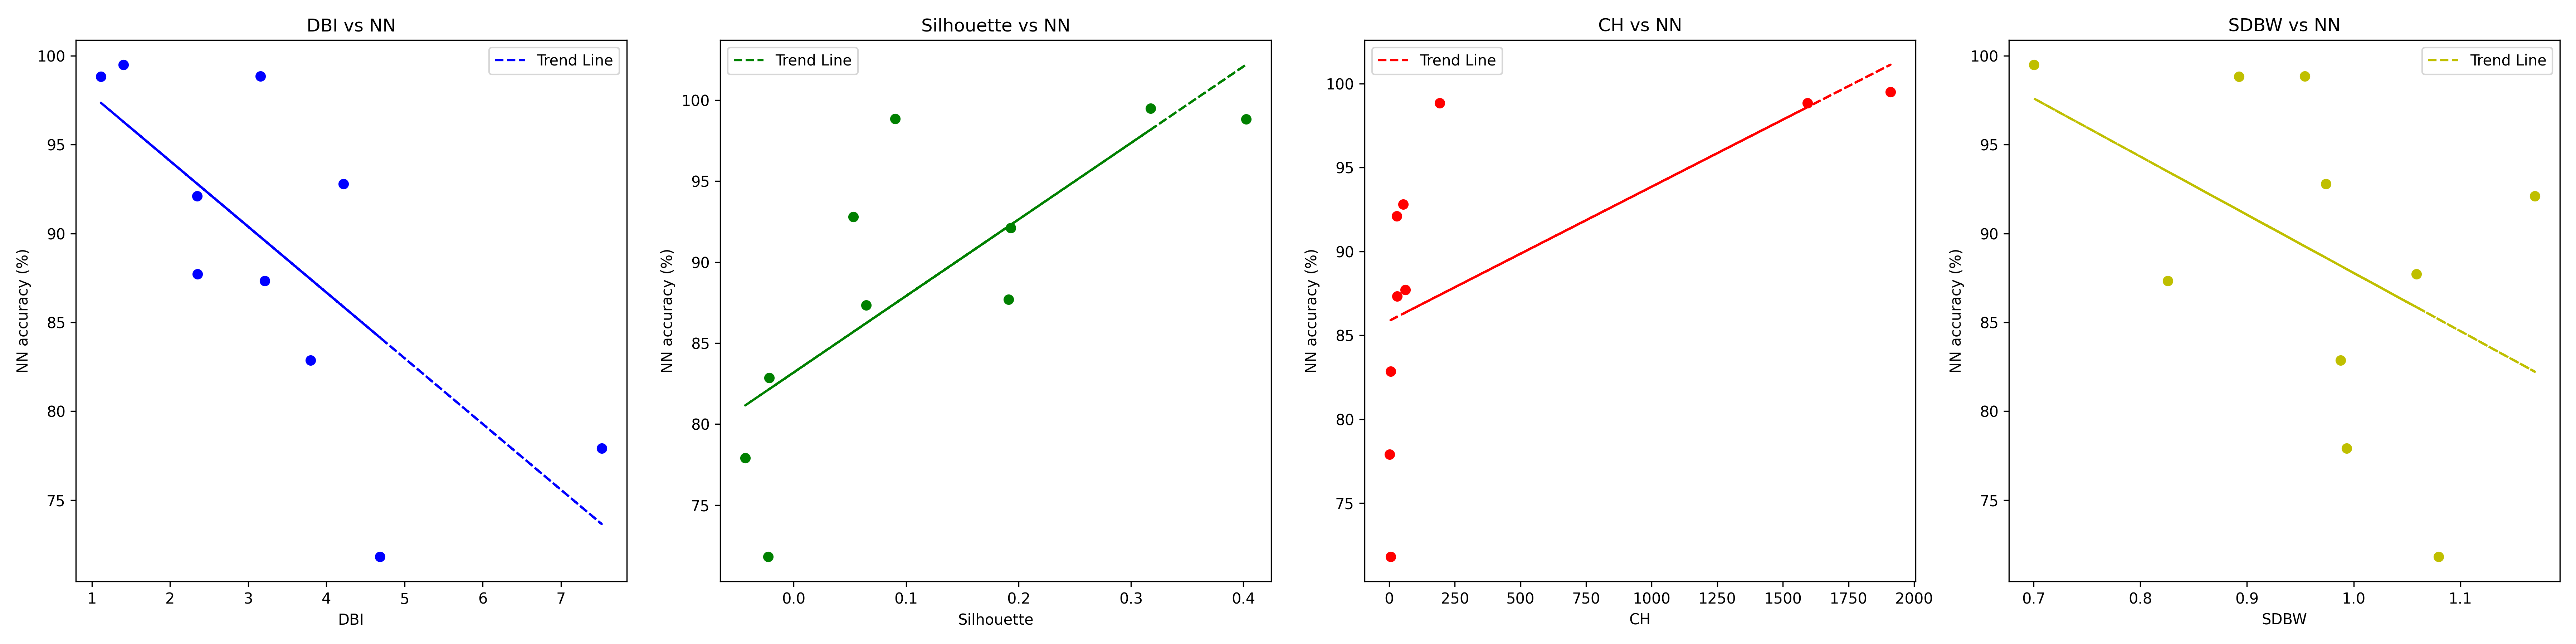 DBI vs NN
Trend Line
100
95
90
85
80
75
NN accuracy (%)
1 2 3 4 5 6 7
DBI
Silhouette vs NN
Trend Line
100
95
90
85
80
75
NN accuracy (%)
0.0 0.1 0.2 0.3 0.4
Silhouette
CH vs NN
Trend Line
100
95
90
85
80
75
NN accuracy (%)
0 250 500 750 1000 1250 1500 1750 2000
CH
SDBW vs NN
Trend Line
100
95
90
85
80
75
NN accuracy (%)
0.7 0.8 0.9 1.0 1.1
SDBW